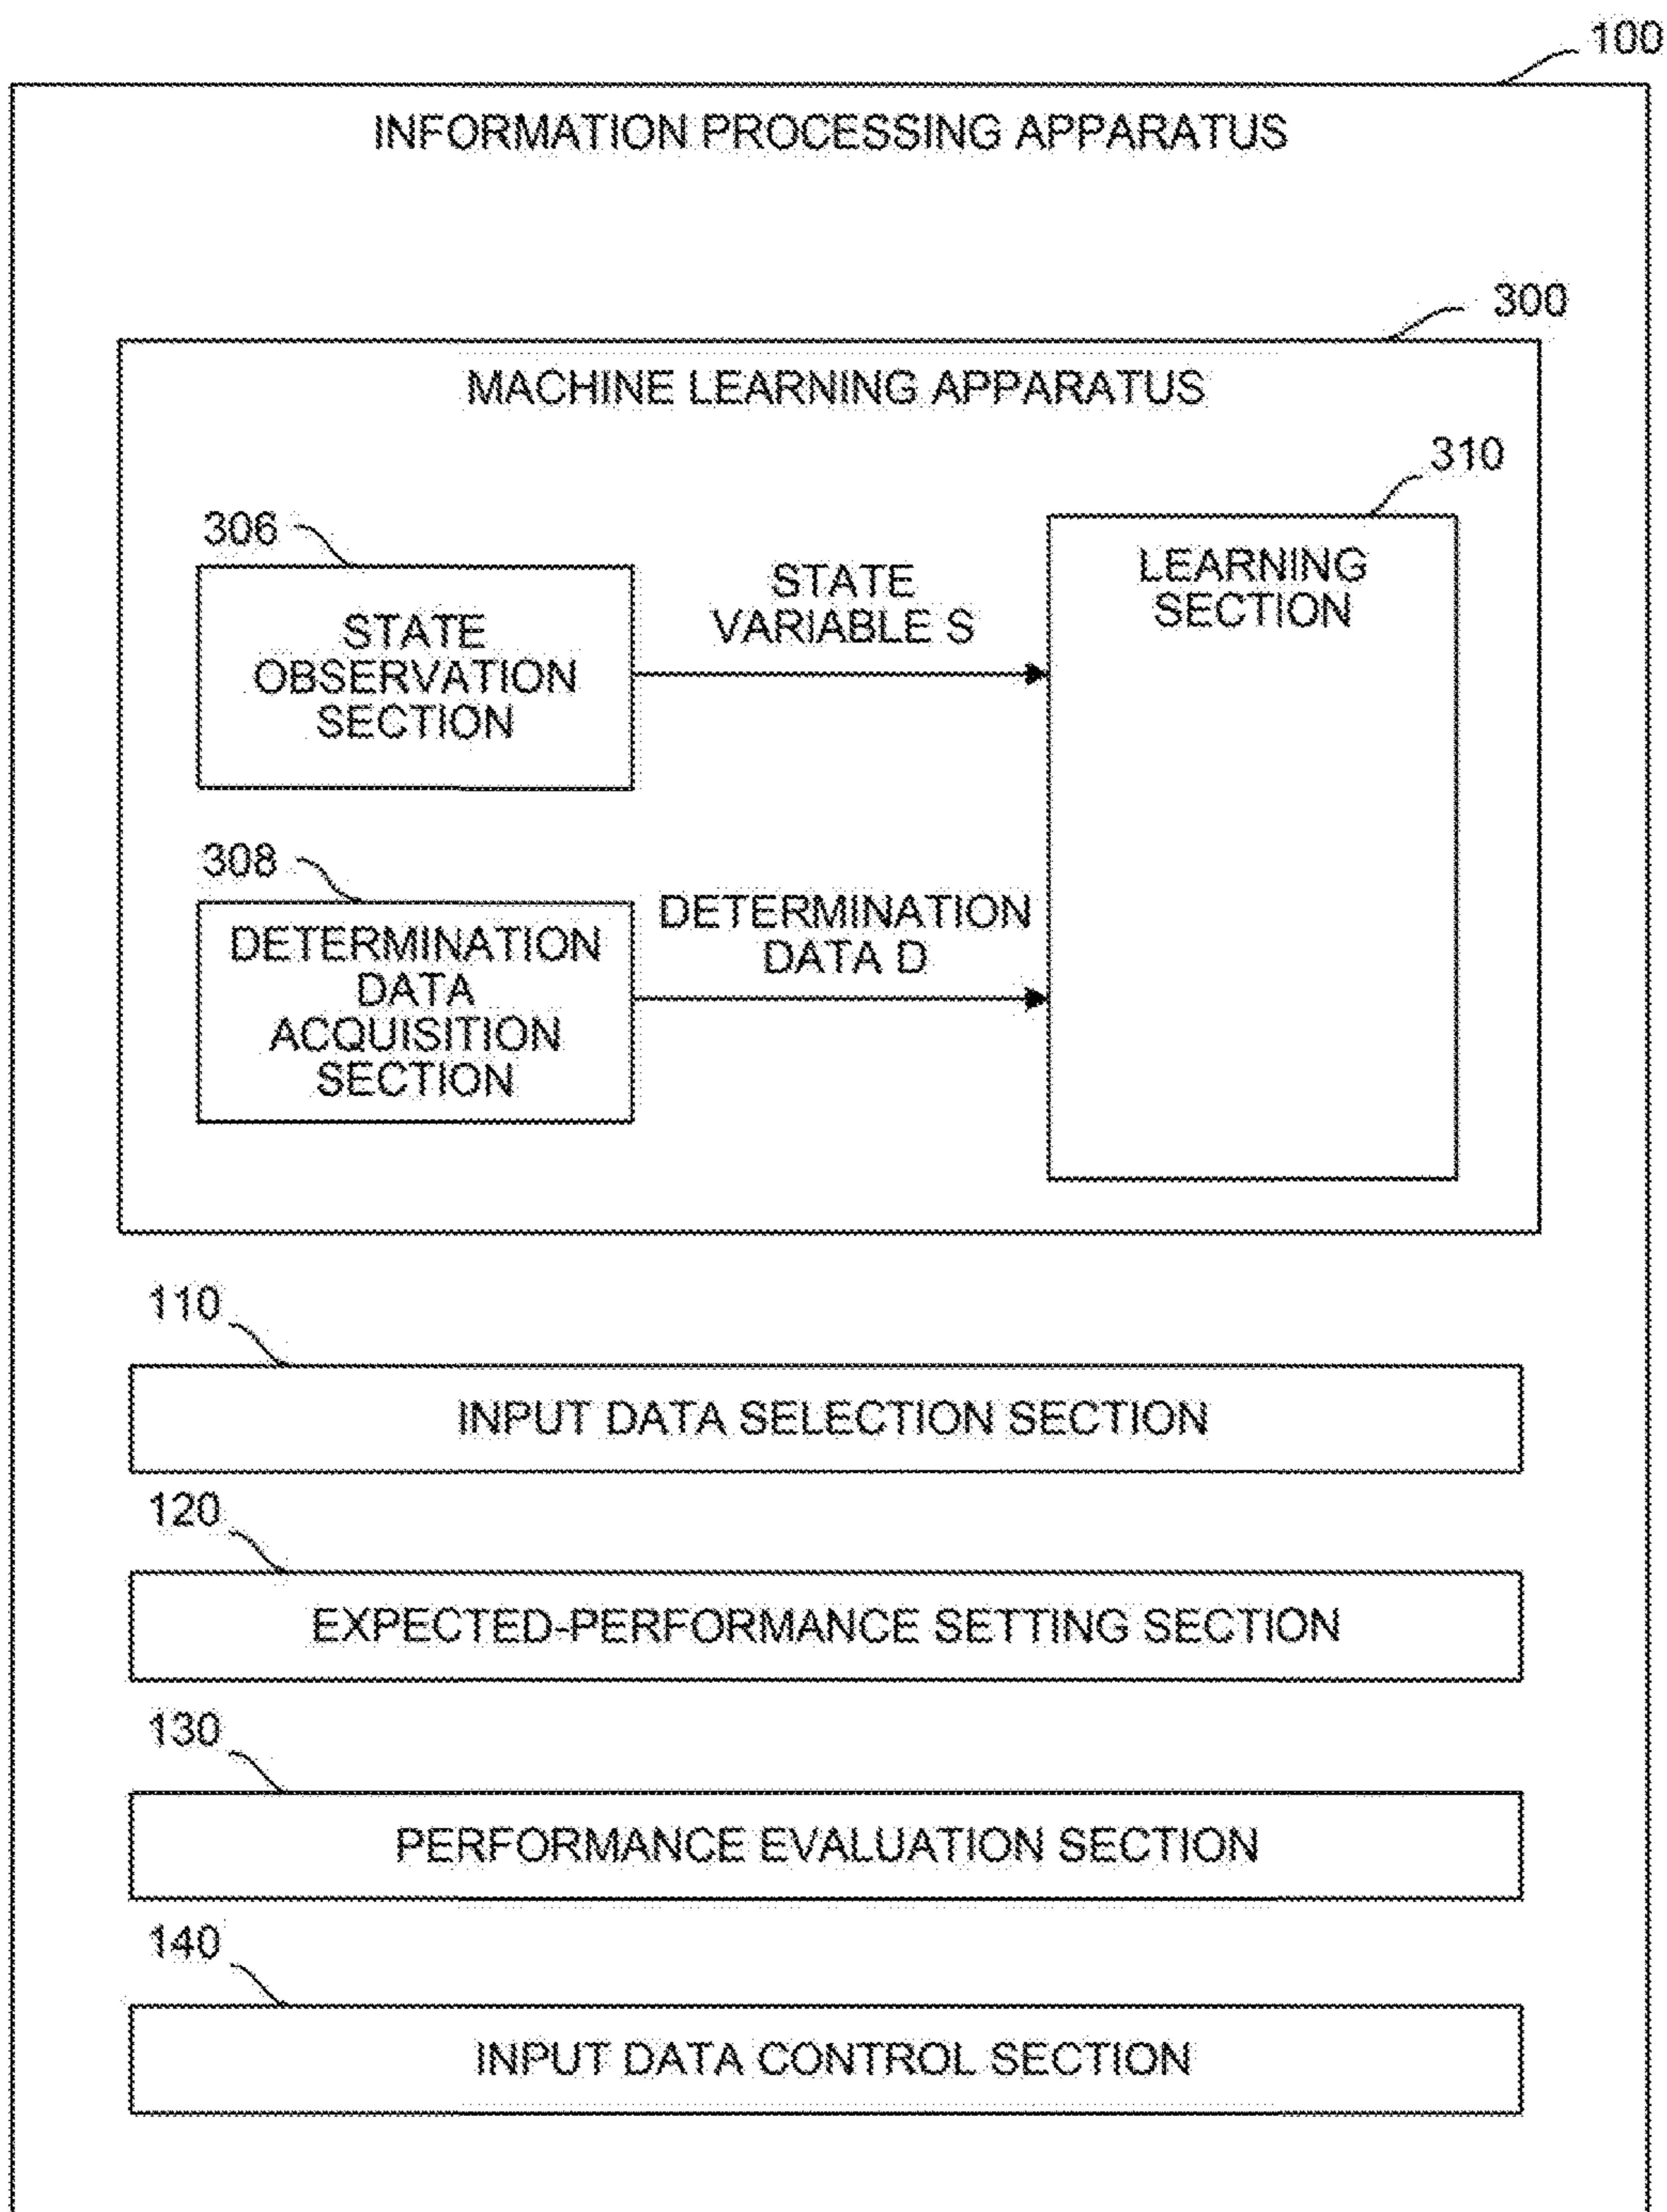 100
INFORMATION PROCESSING APPARATUS
300
MACHINE LEARNING APPARATUS
310
306
LEARNING
SECTION
STATE
VARIABLE S
STATE
OBSERVATION
SECTION
308
DETERMINATION
DATA D
DETERMINATION
DATA
ACQUISITION
SECTION
110
INPUT DATA SELECTION SECTION
120
EXPECTED-PERFORMANCE SETTING SECTION
130
PERFORMANCE EVALUATION SECTION
140
INPUT DATA CONTROL SECTION